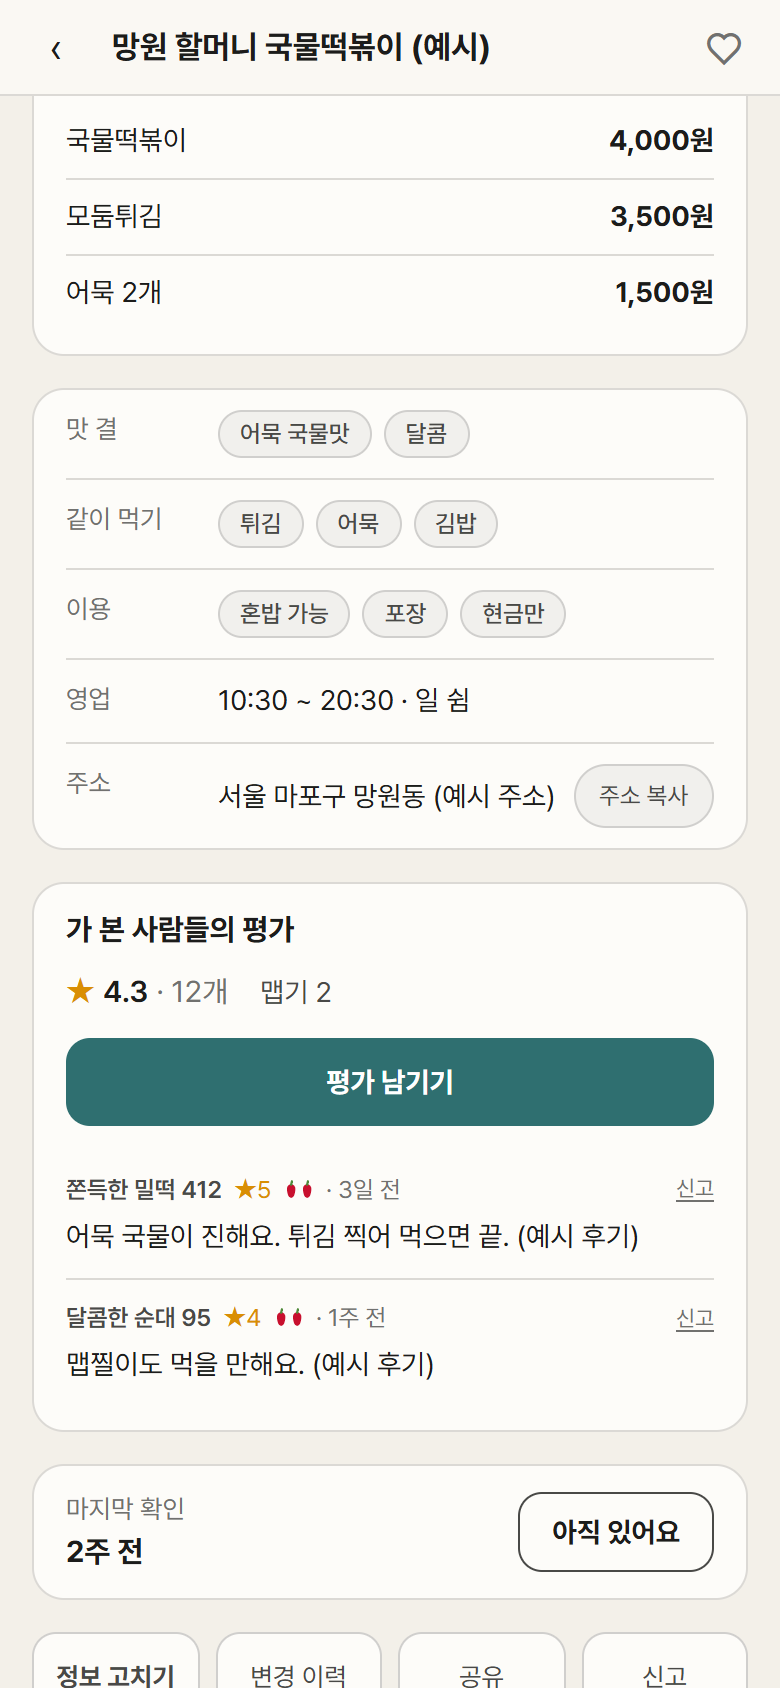 망원 할머니 국물떡볶이 (예시)
국물떡볶이 4,000원
모둠튀김 3,500원
어묵 2개 1,500원
맛 결 어묵 국물맛 달콤
같이 먹기 튀김 어묵 김밥
이용 혼밥 가능 포장 현금만
영업 10:30 ~ 20:30 · 일 쉼
주소 서울 마포구 망원동 (예시 주소) 주소 복사
가 본 사람들의 평가
★ 4.3 · 12개 맵기 2
평가 남기기
쫀득한 밀떡 412 ★5 · 3일 전 신고
어묵 국물이 진해요. 튀김 찍어 먹으면 끝. (예시 후기)
달콤한 순대 95 ★4 · 1주 전 신고
맵찔이도 먹을 만해요. (예시 후기)
마지막 확인
2주 전 아직 있어요
정보 고치기 변경 이력 공유 신고